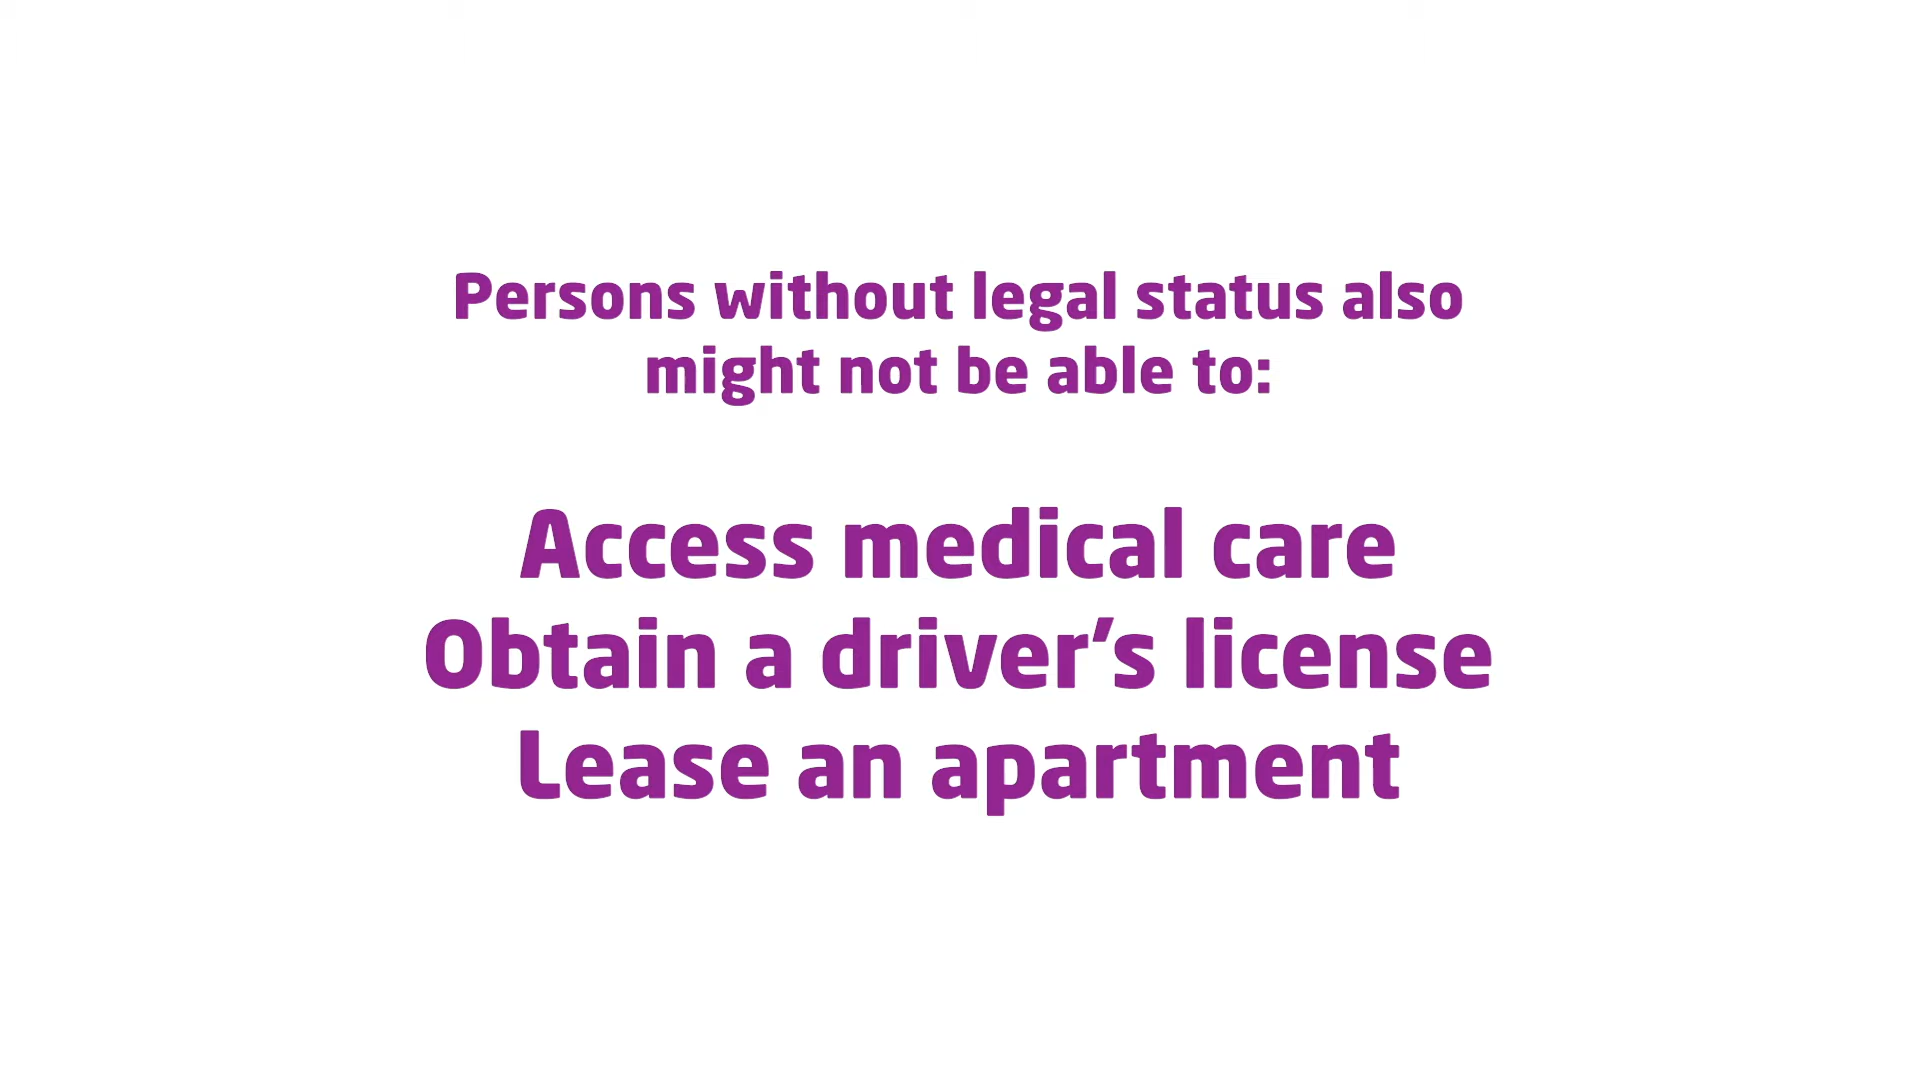 Persons without legal status also
might not be able to:
Access medical care
Obtain a driver’s license
Lease an apartment